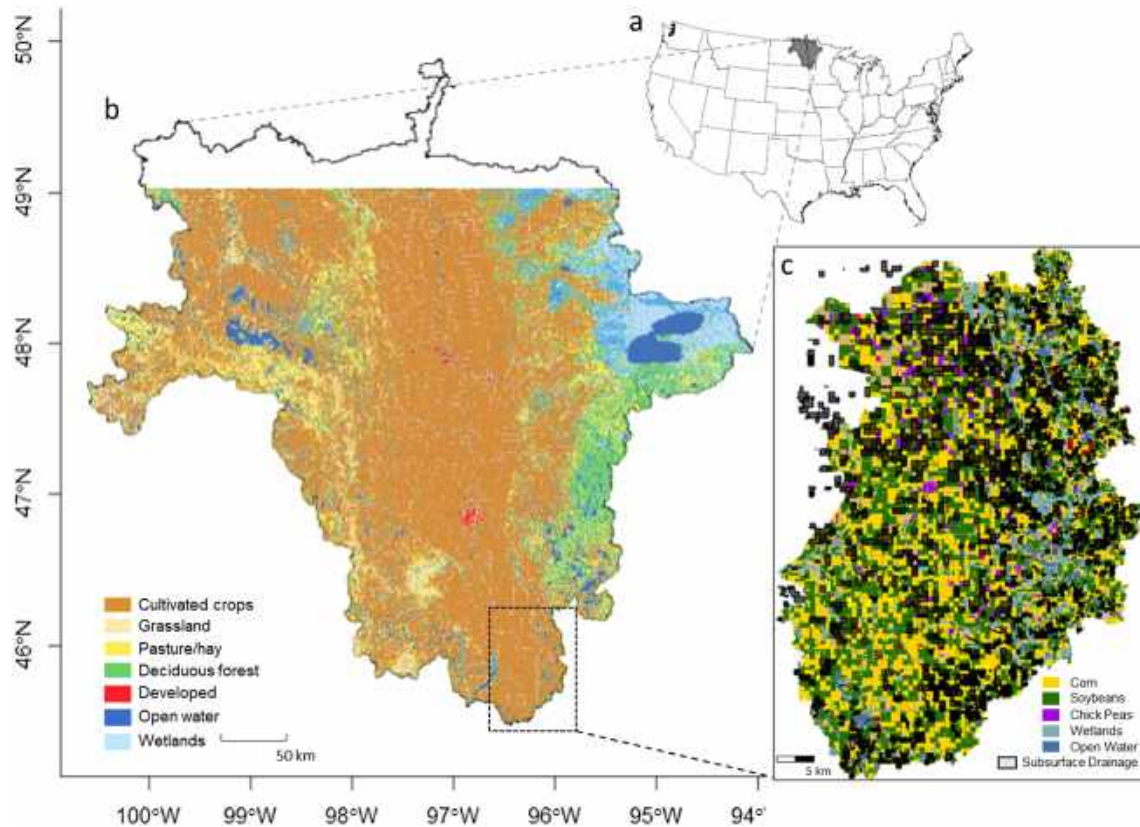 a
b
50°N
49°N
48°N
47°N
46°N
Cultivated crops
Grassland
Pasture/hay
Deciduous forest
Developed
Open water
Wetlands
50 km
100°W
99°W
98°W
97°W
96°W
95°W
94°
c
Corn
Soybeans
Chick Peas
Wetlands
Open Water
Subsurface Drainage
5 km